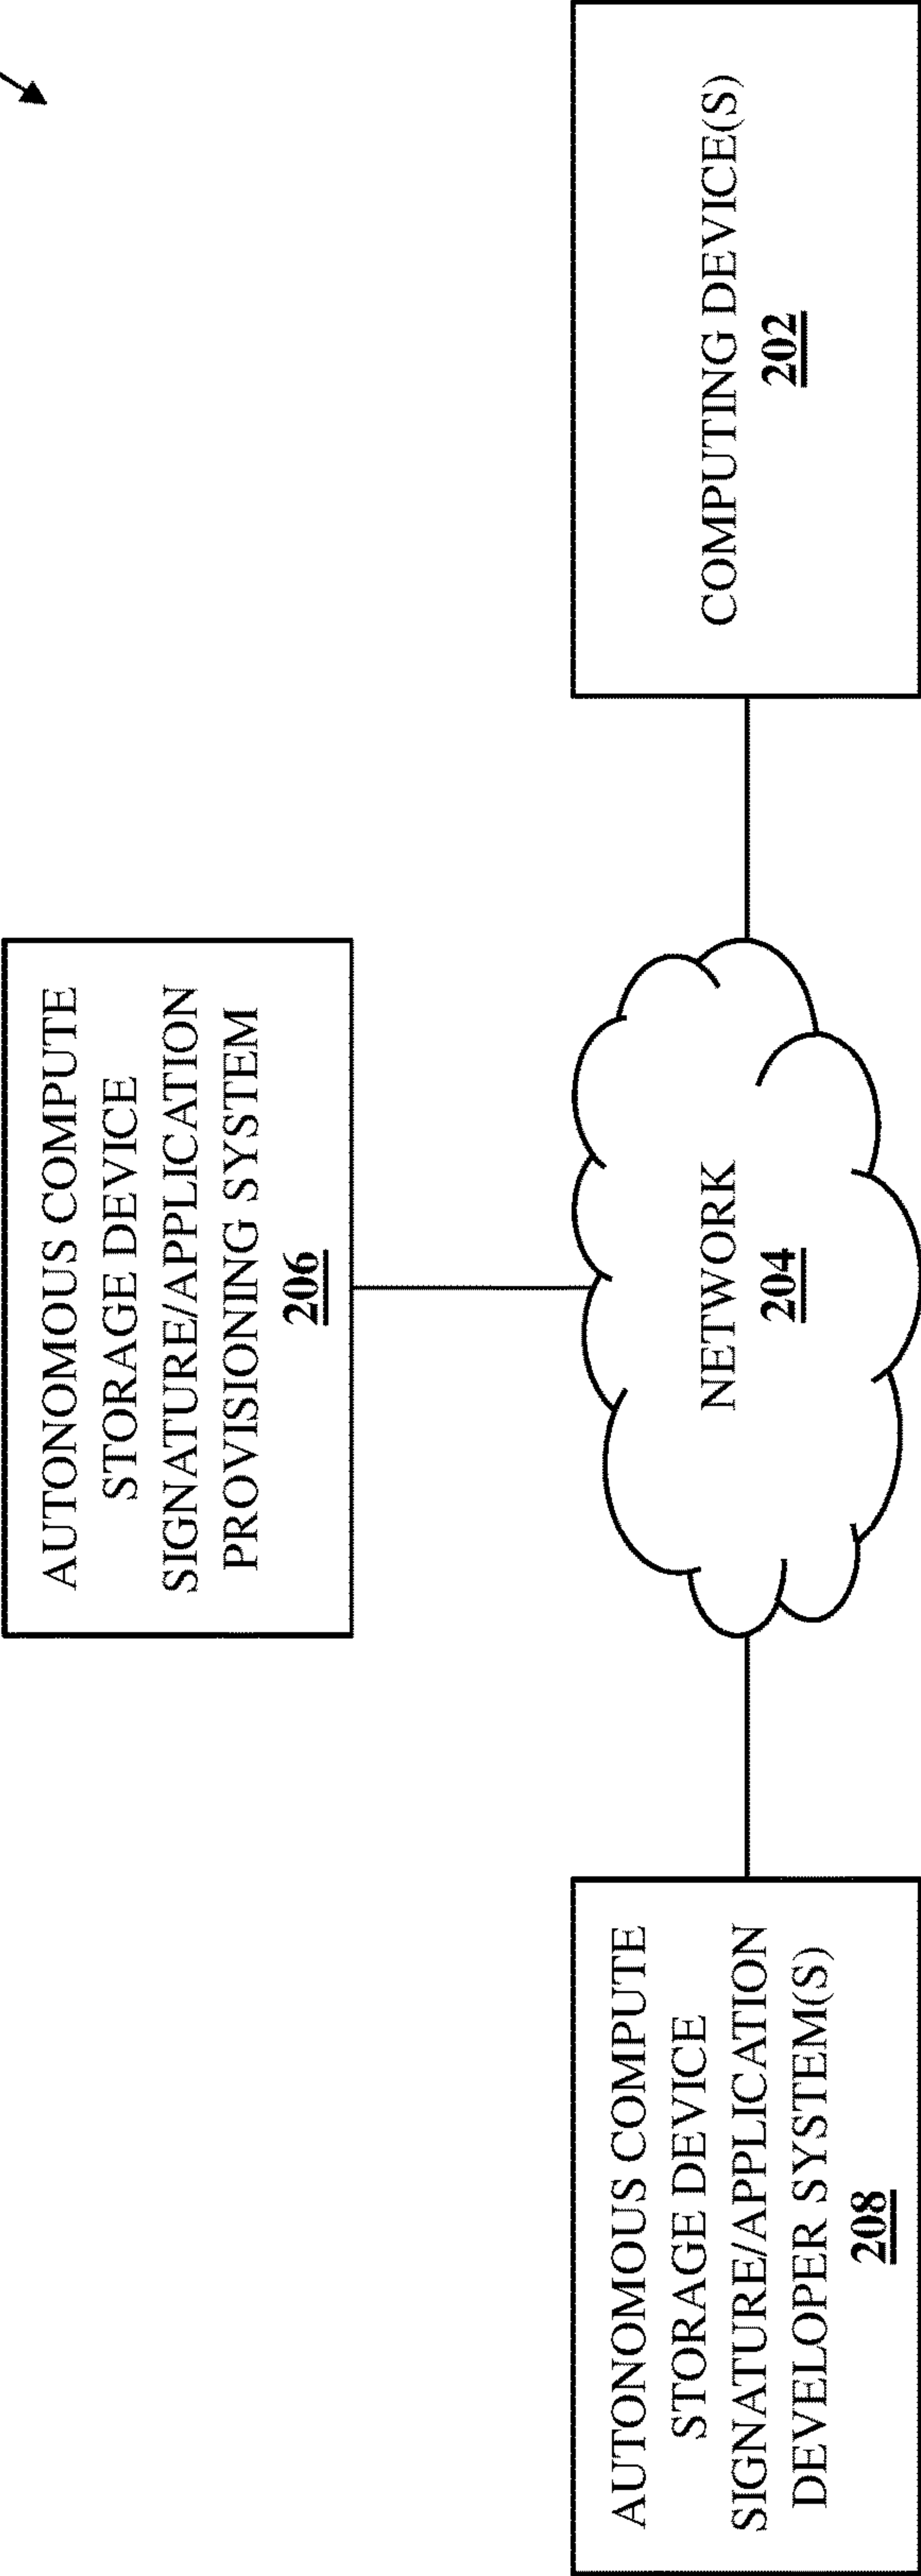 AUTONOMOUS COMPUTE
STORAGE DEVICE
SIGNATURE/APPLICATION
PROVISIONING SYSTEM
206
AUTONOMOUS COMPUTE
STORAGE DEVICE
SIGNATURE/APPLICATION
DEVELOPER SYSTEM(S)
208
NETWORK
204
COMPUTING DEVICE(S)
202